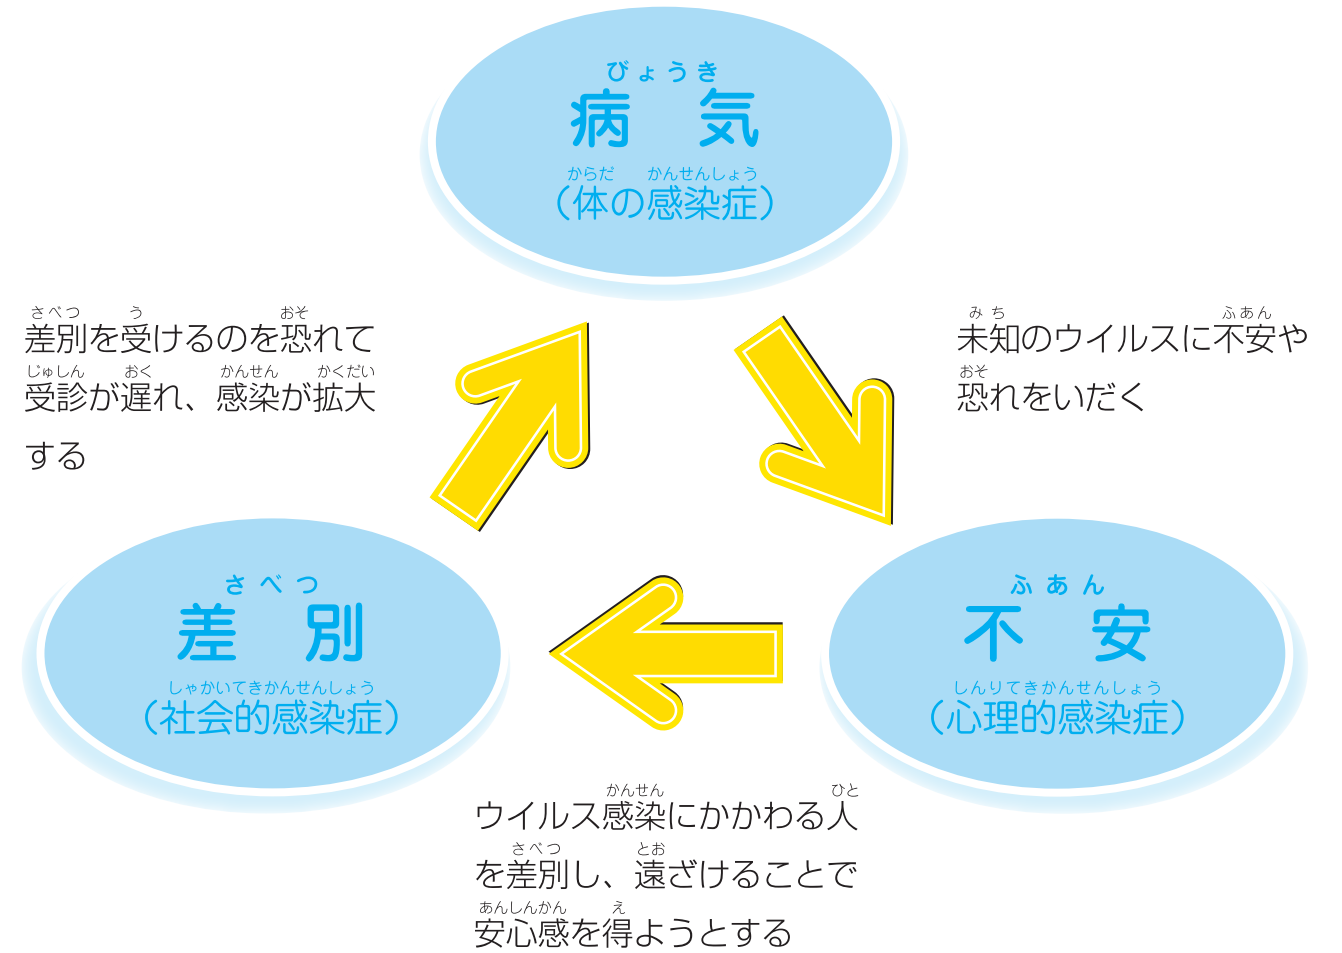 びょうき
病 気
からだ かんせんしょう
(体の感染症)
さべつ う おそ
差別を受けるのを恐れて
じゅしん おく かんせん かくだい
受診が遅れ、感染が拡大
する
みち ふあん
未知のウイルスに不安や
おそ
恐れをいだく
さべつ
差 別
しゃかいてきかんせんしょう
(社会的感染症)
ふあん
不 安
しんりてきかんせんしょう
(心理的感染症)
かんせん ひと
ウイルス感染にかかわる人
さべつ とお
を差別し、遠ざけることで
あんしんかん え
安心感を得ようとする